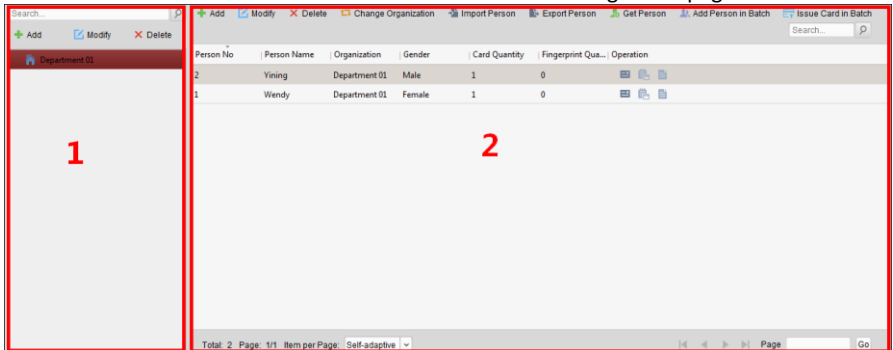 Search...
Add Modify Delete
Department 01
1
Add Modify Delete Change Organization Import Person Export Person Get Person Add Person in Batch Issue Card in Batch
Search...
Person No Person Name Organization Gender Card Quantity Fingerprint Qua... Operation
2 Yining Department 01 Male 1 0
1 Wendy Department 01 Female 1 0
2
Total: 2 Page: 1/1 Item per Page: Self-adaptive Page Go